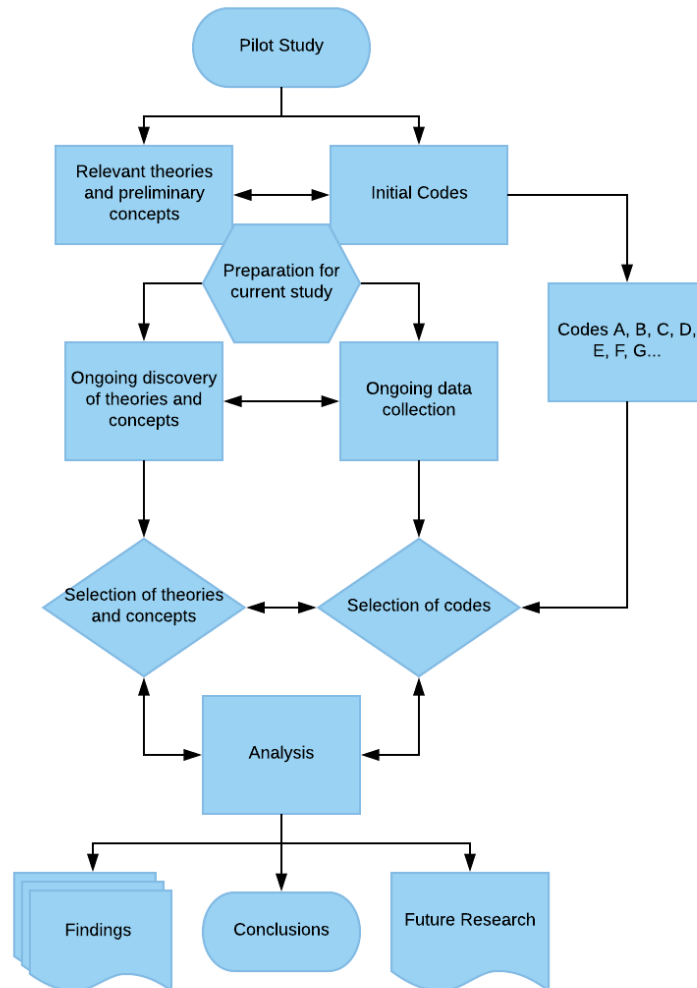 Pilot Study
Relevant theories
and preliminary
concepts
Initial Codes
Preparation for
current study
Codes A, B, C, D,
E, F, G...
Ongoing discovery
of theories and
concepts
Ongoing data
collection
Selection of theories
and concepts
Selection of codes
Analysis
Findings
Conclusions
Future Research